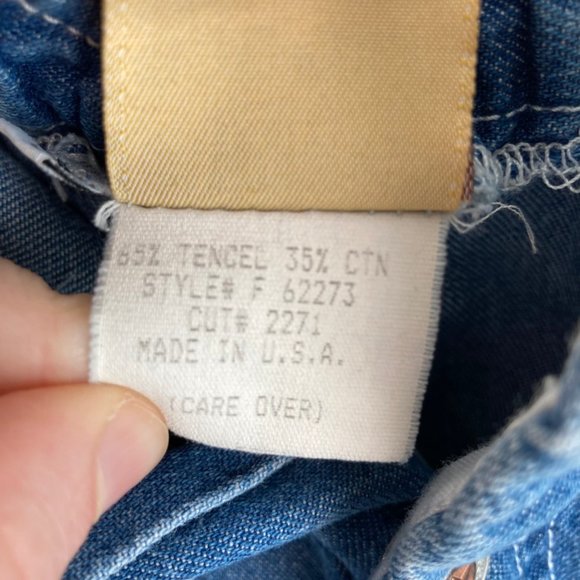 65% TENCEL 35% CTN
STYLE# F 62273
CUT# 2271
MADE IN U.S.A.
(CARE OVER)